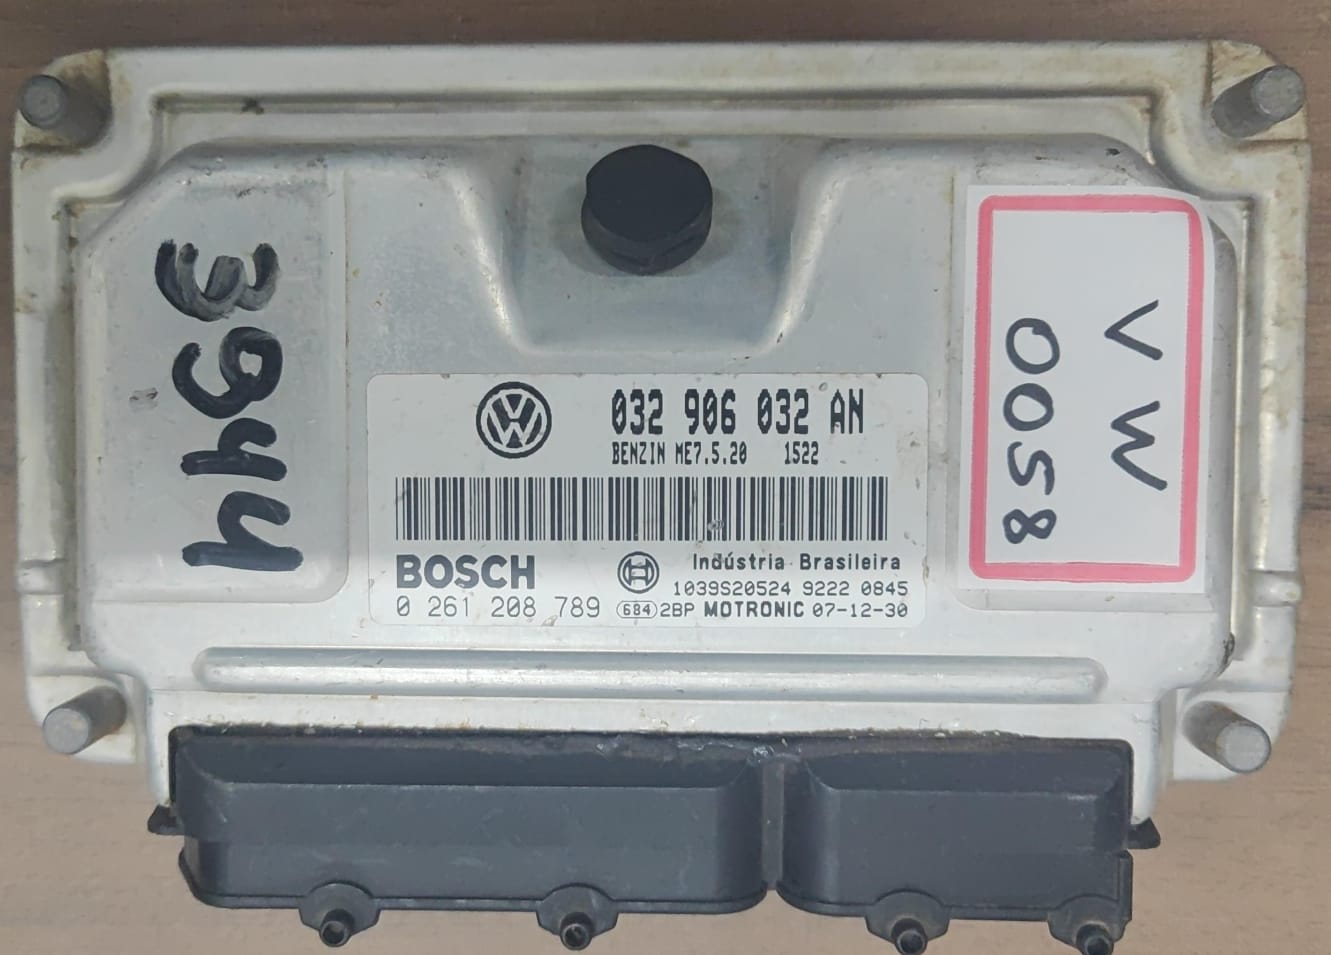 3944
032 906 032 AN
BENZIN ME7.5.20 1522
BOSCH
Indústria Brasileira
1039S20524 9222 0845
0 261 208 789
684 2BP MOTRONIC 07-12-30
VW
0058